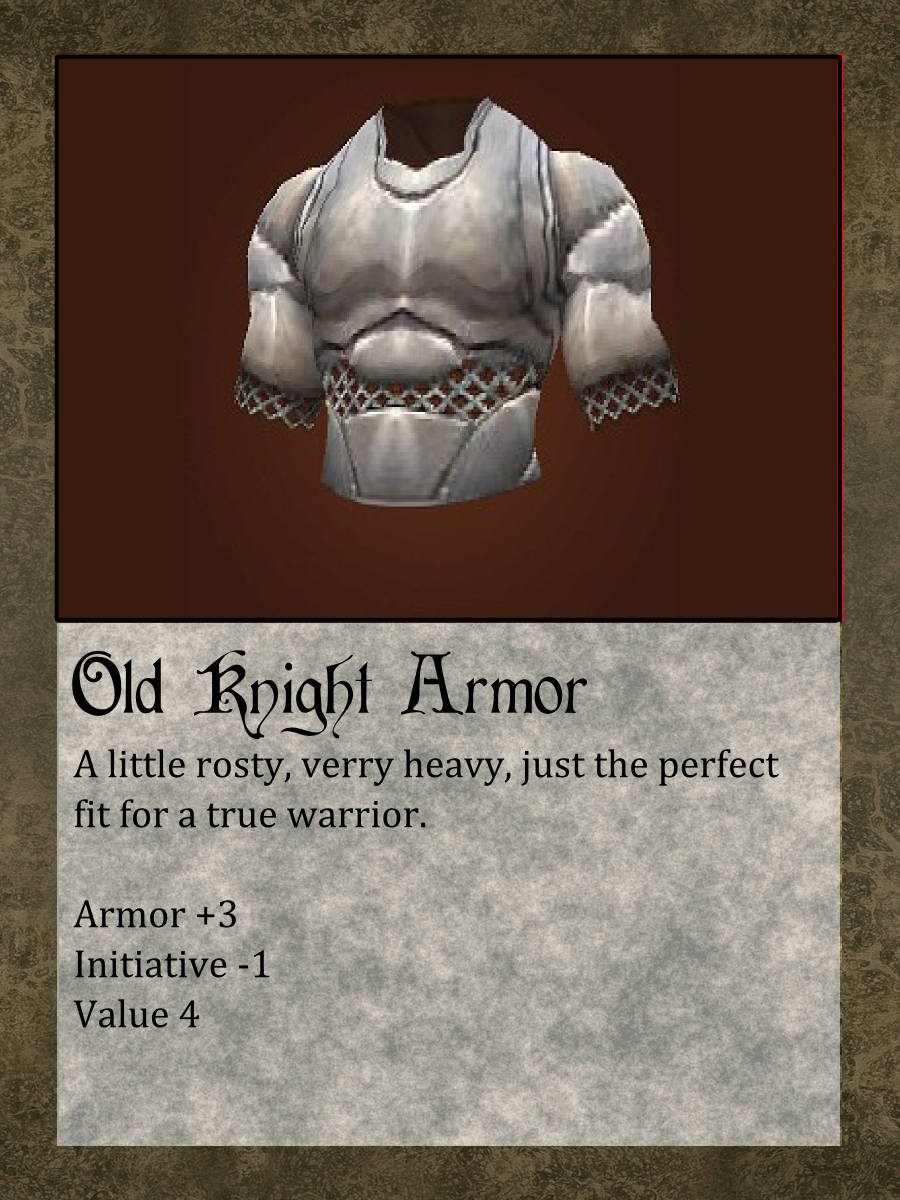 Old Knight Armor
A little rosty, verry heavy, just the perfect
fit for a true warrior.
Armor +3
Initiative -1
Value 4